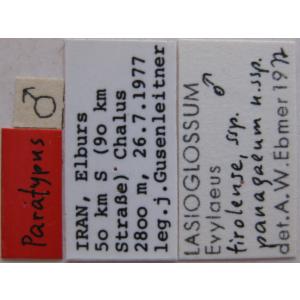 Paratypus
♂
IRAN, Elburs
50 km S (90 km
Straße) Chalus
2800 m, 26.7.1977
leg.j.Gusenleitner
LASIOGLOSSUM ♂
Evylaeus
tirolense, ssp.
panagaeum n.ssp.
det.A.W.Ebmer 1977